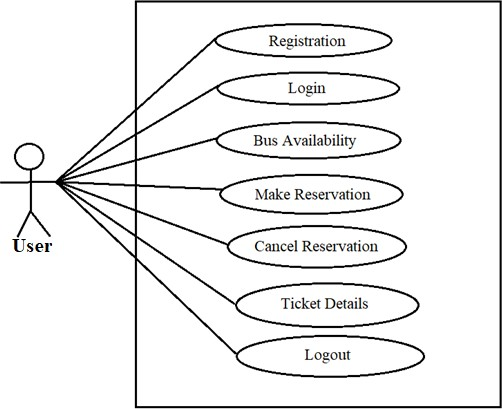 Registration
Login
Bus Availability
Make Reservation
Cancel Reservation
Ticket Details
Logout
User